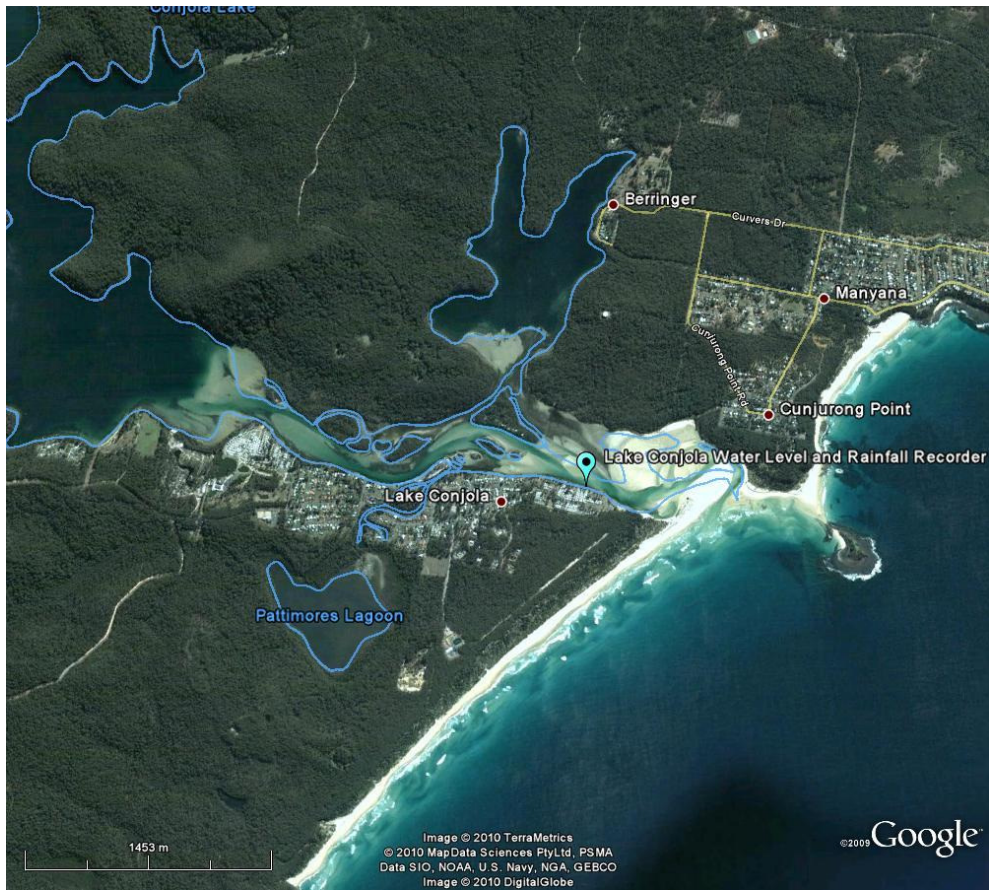 Conjola Lake
Berringer
Curvers Dr
Manyana
Cunjurong Point Rd
Cunjurong Point
Lake Conjola Water Level and Rainfall Recorder
Lake Conjola
Pattimores Lagoon
1453 m
Image © 2010 TerraMetrics
© 2010 MapData Sciences PtyLtd, PSMA
Data SIO, NOAA, U.S. Navy, NGA, GEBCO
Image © 2010 DigitalGlobe
©2009 Google